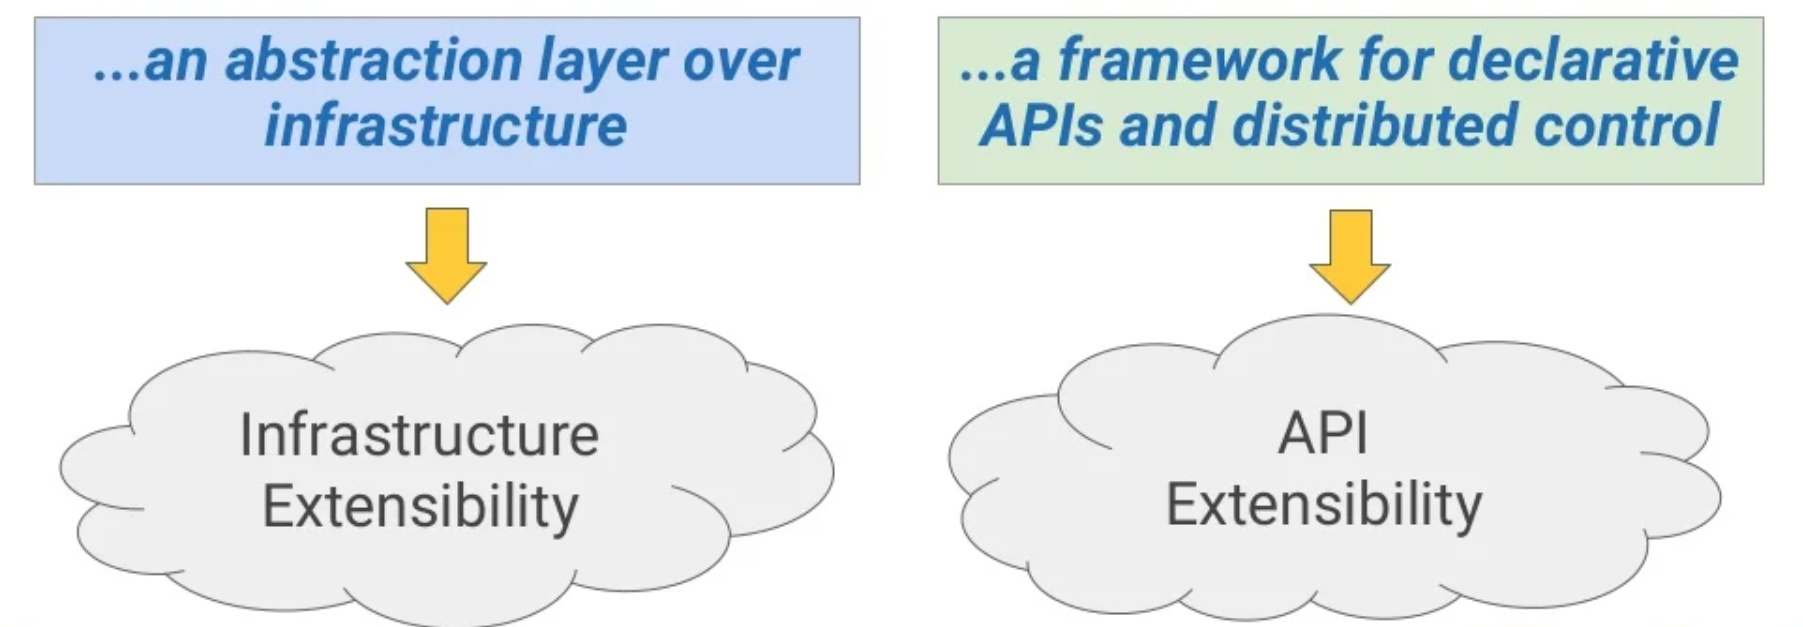 ...an abstraction layer over
infrastructure
...a framework for declarative
APIs and distributed control
Infrastructure
Extensibility
API
Extensibility